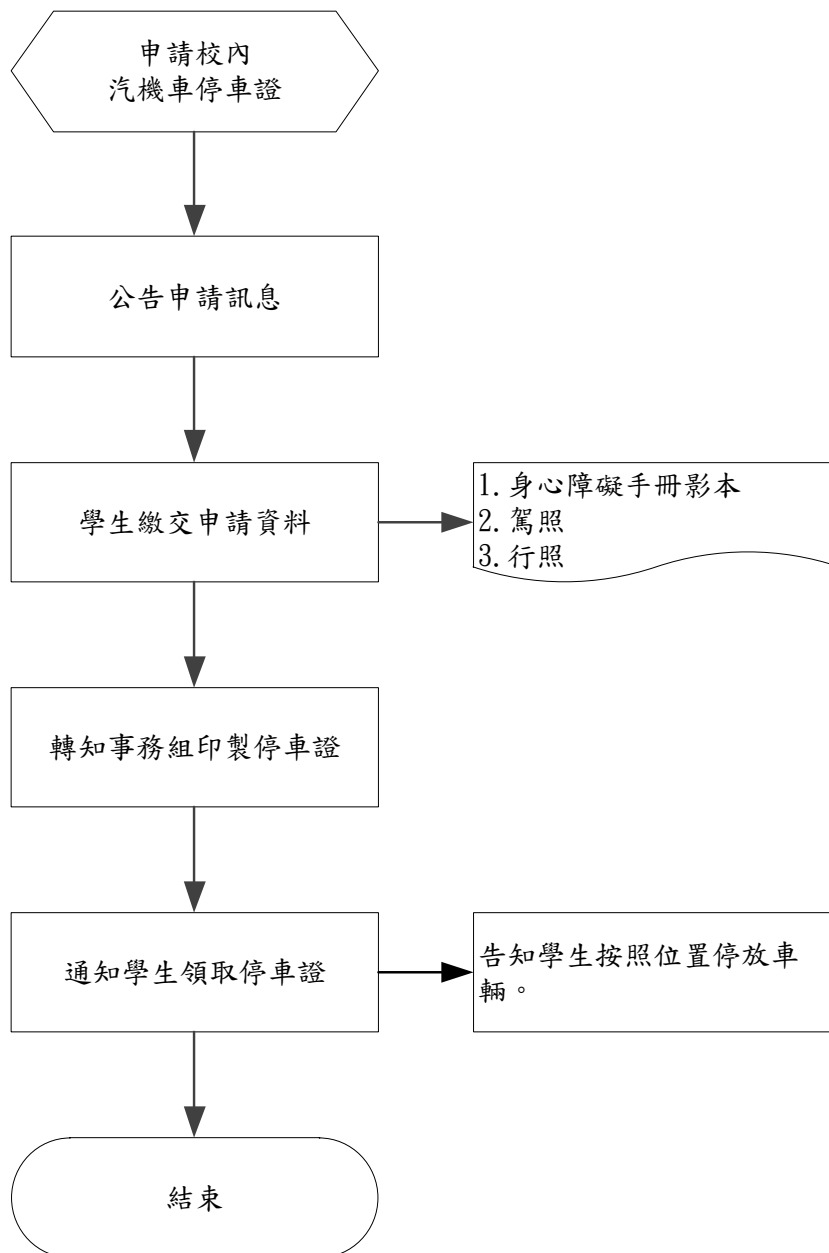 申請校內
汽機車停車證
公告申請訊息
學生繳交申請資料
1.身心障礙手冊影本
2.駕照
3.行照
轉知事務組印製停車證
通知學生領取停車證
告知學生按照位置停放車
輛。
結束